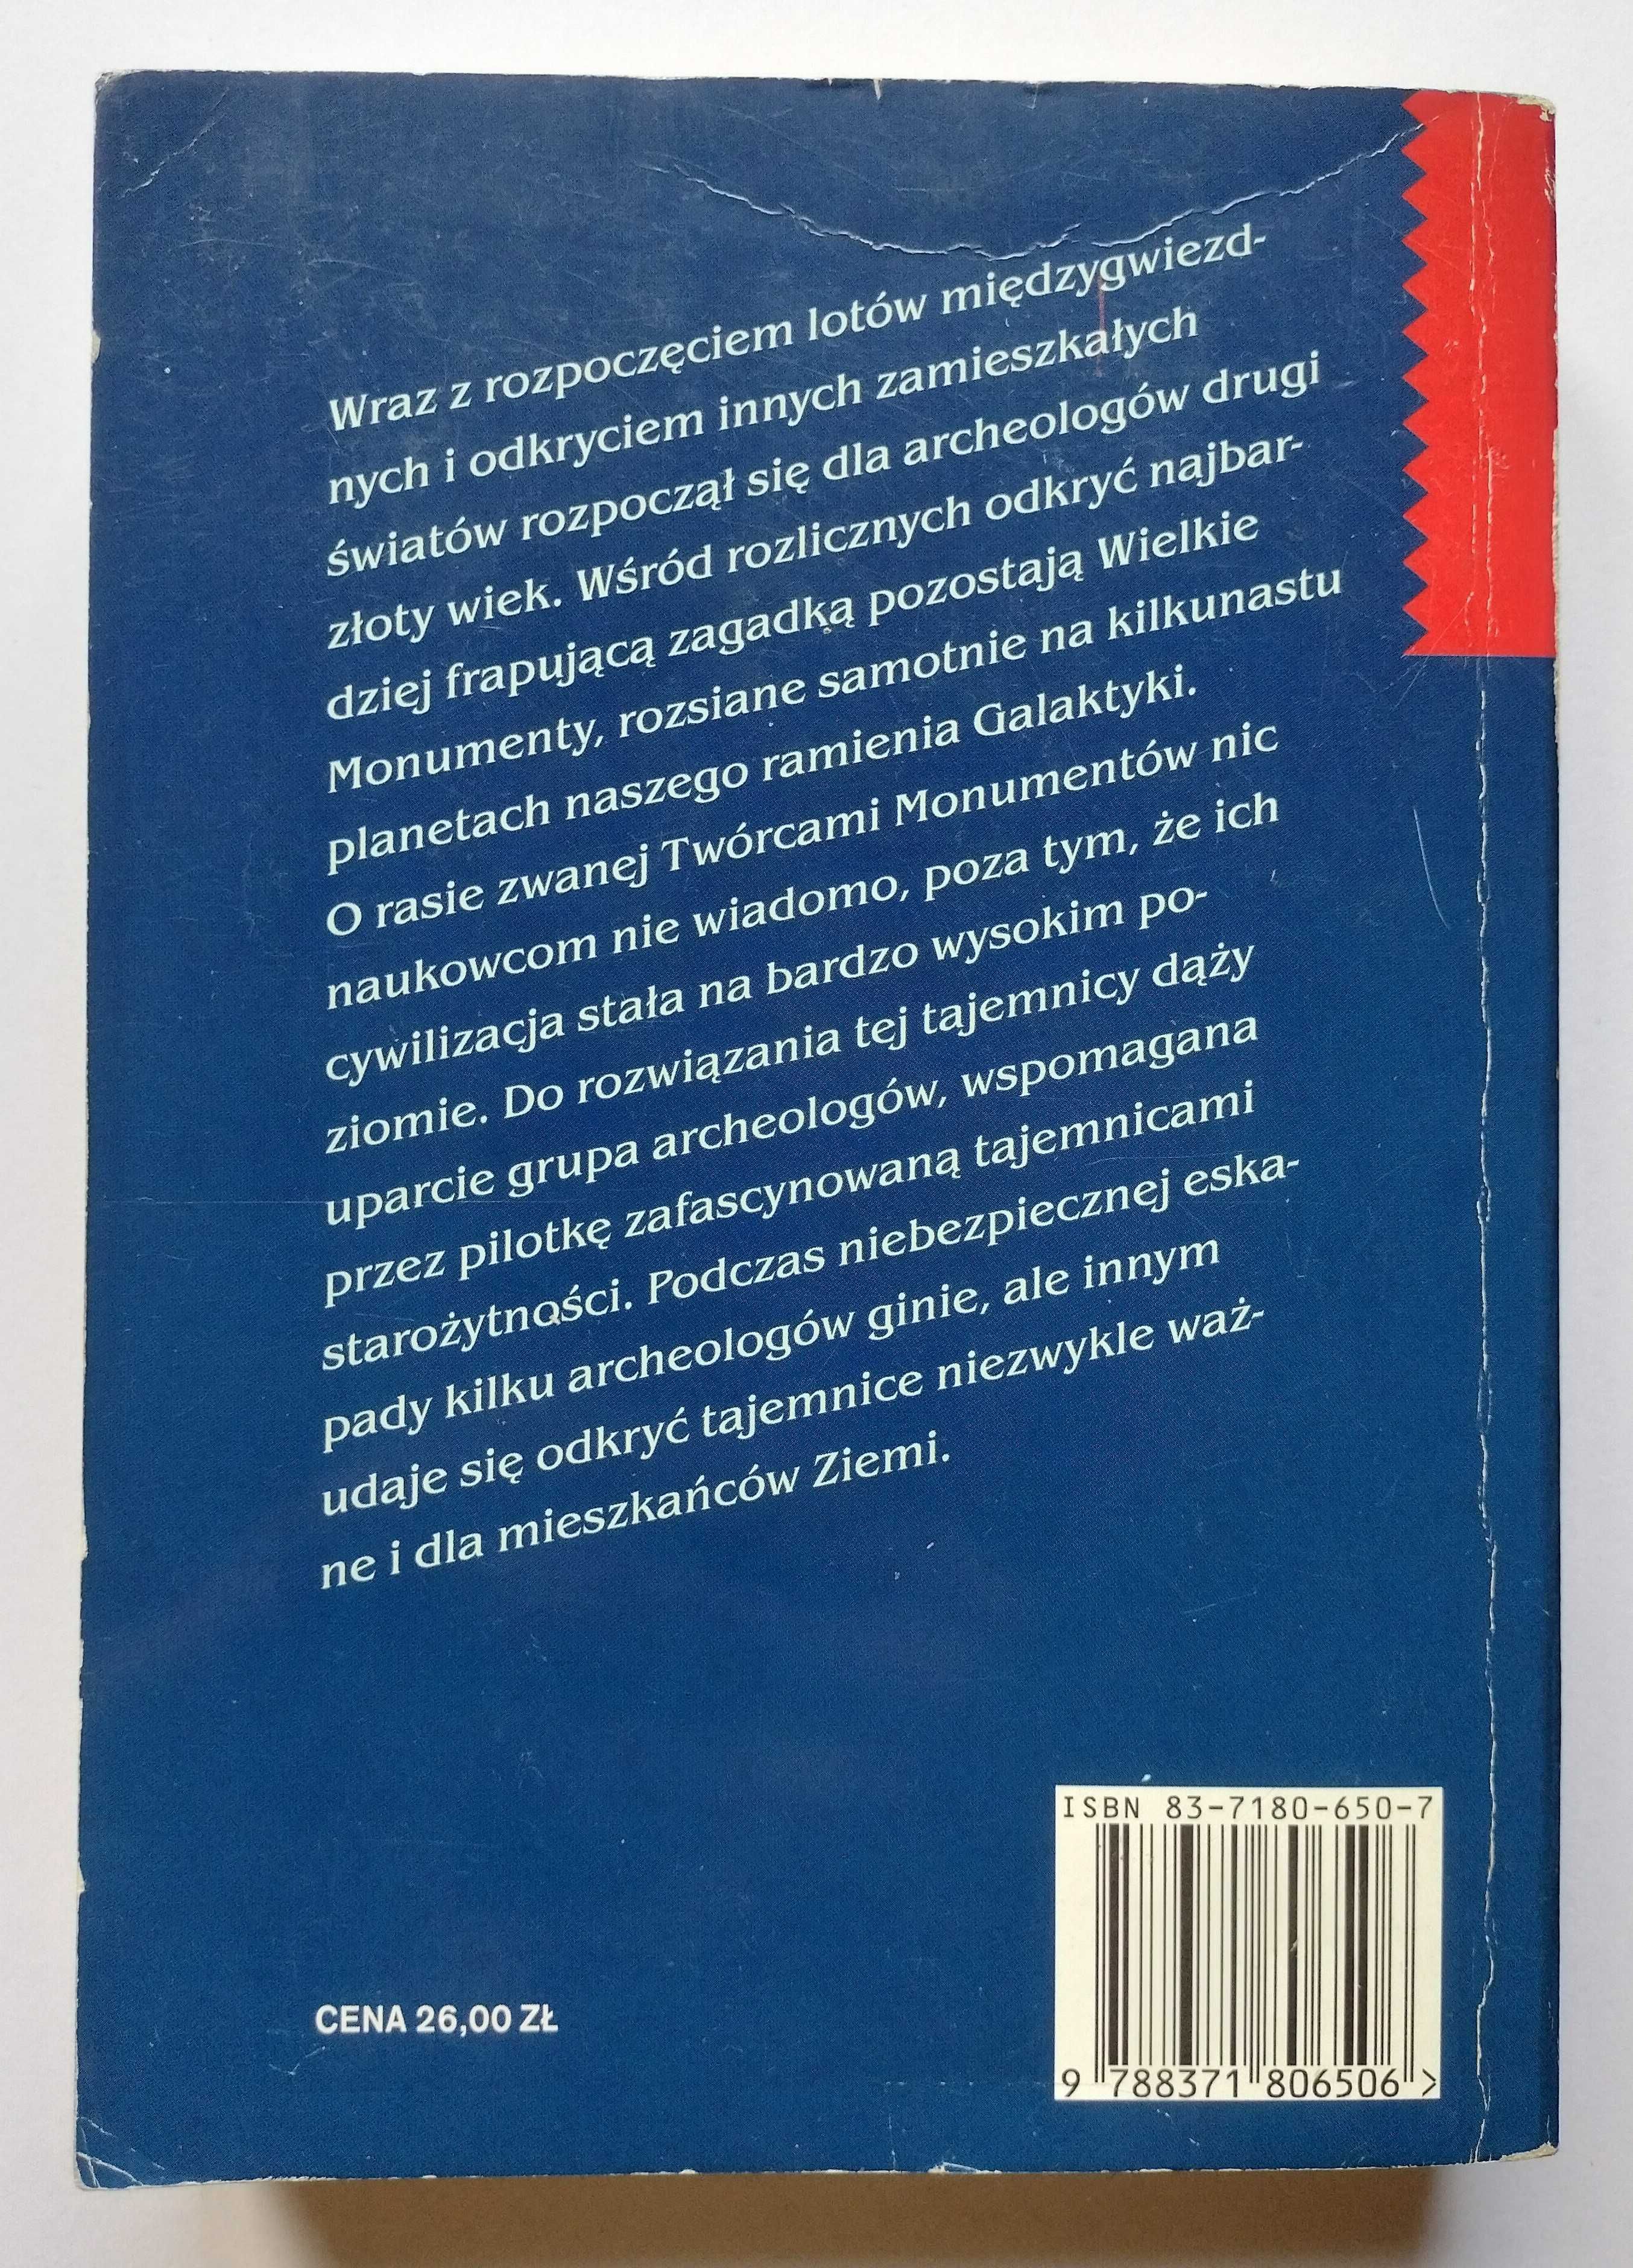 Wraz z rozpoczęciem lotów międzygwiezd-
nych i odkryciem innych zamieszkałych
światów rozpoczął się dla archeologów drugi
złoty wiek. Wśród rozlicznych odkryć najbar-
dziej frapującą zagadką pozostają Wielkie
Monumenty, rozsiane samotnie na kilkunastu
planetach naszego ramienia Galaktyki.
O rasie zwanej Twórcami Monumentów nic
naukowcom nie wiadomo, poza tym, że ich
cywilizacja stała na bardzo wysokim po-
ziomie. Do rozwiązania tej tajemnicy dąży
uparcie grupa archeologów, wspomagana
przez pilotkę zafascynowaną tajemnicami
starożytności. Podczas niebezpiecznej eska-
pady kilku archeologów ginie, ale innym
udaje się odkryć tajemnice niezwykle waż-
ne i dla mieszkańców Ziemi.
CENA 26,00 ZŁ
ISBN 83-7180-650-7
9 788371 806506 >